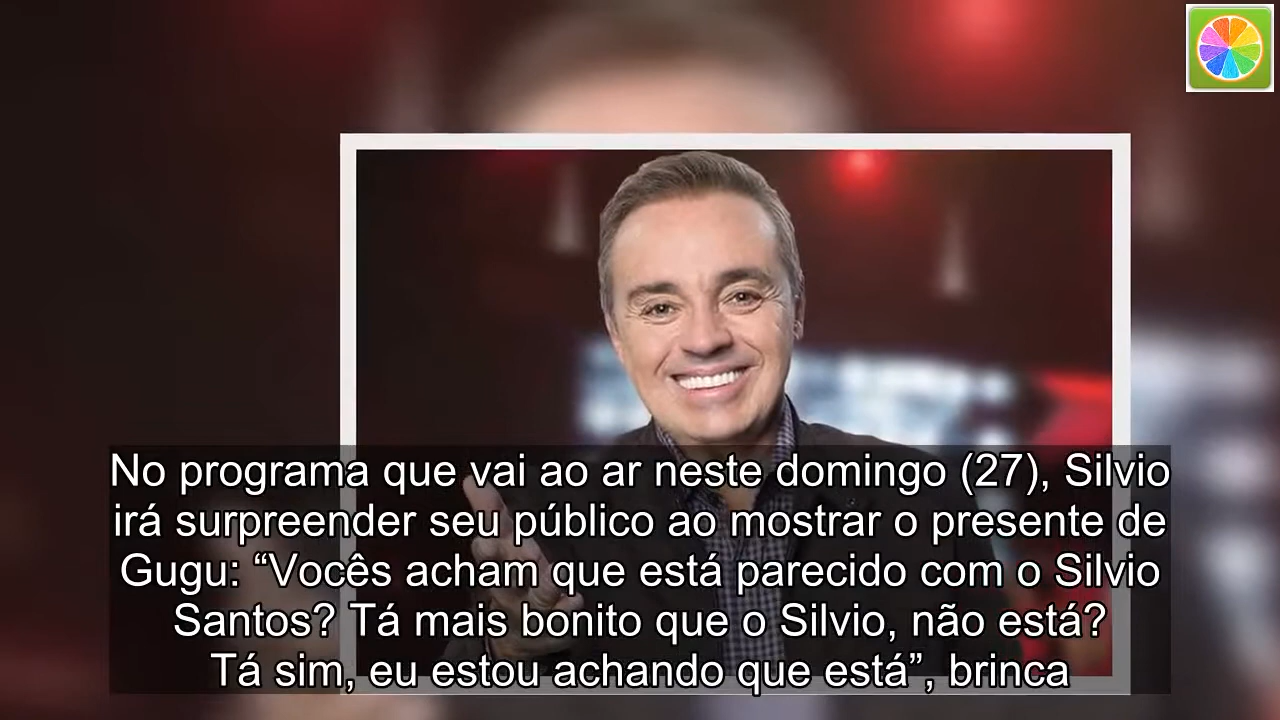 No programa que vai ao ar neste domingo (27), Silvio
irá surpreender seu público ao mostrar o presente de
Gugu: “Vocês acham que está parecido com o Silvio
Santos? Tá mais bonito que o Silvio, não está?
Tá sim, eu estou achando que está”, brinca